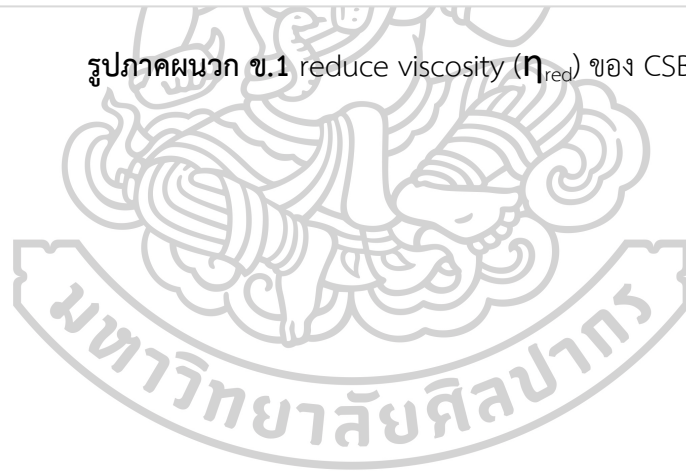 รูปภาคผนวก ข.1 reduce viscosity (η_red) ของ CSE
มหาวิทยาลัยศิลปากร